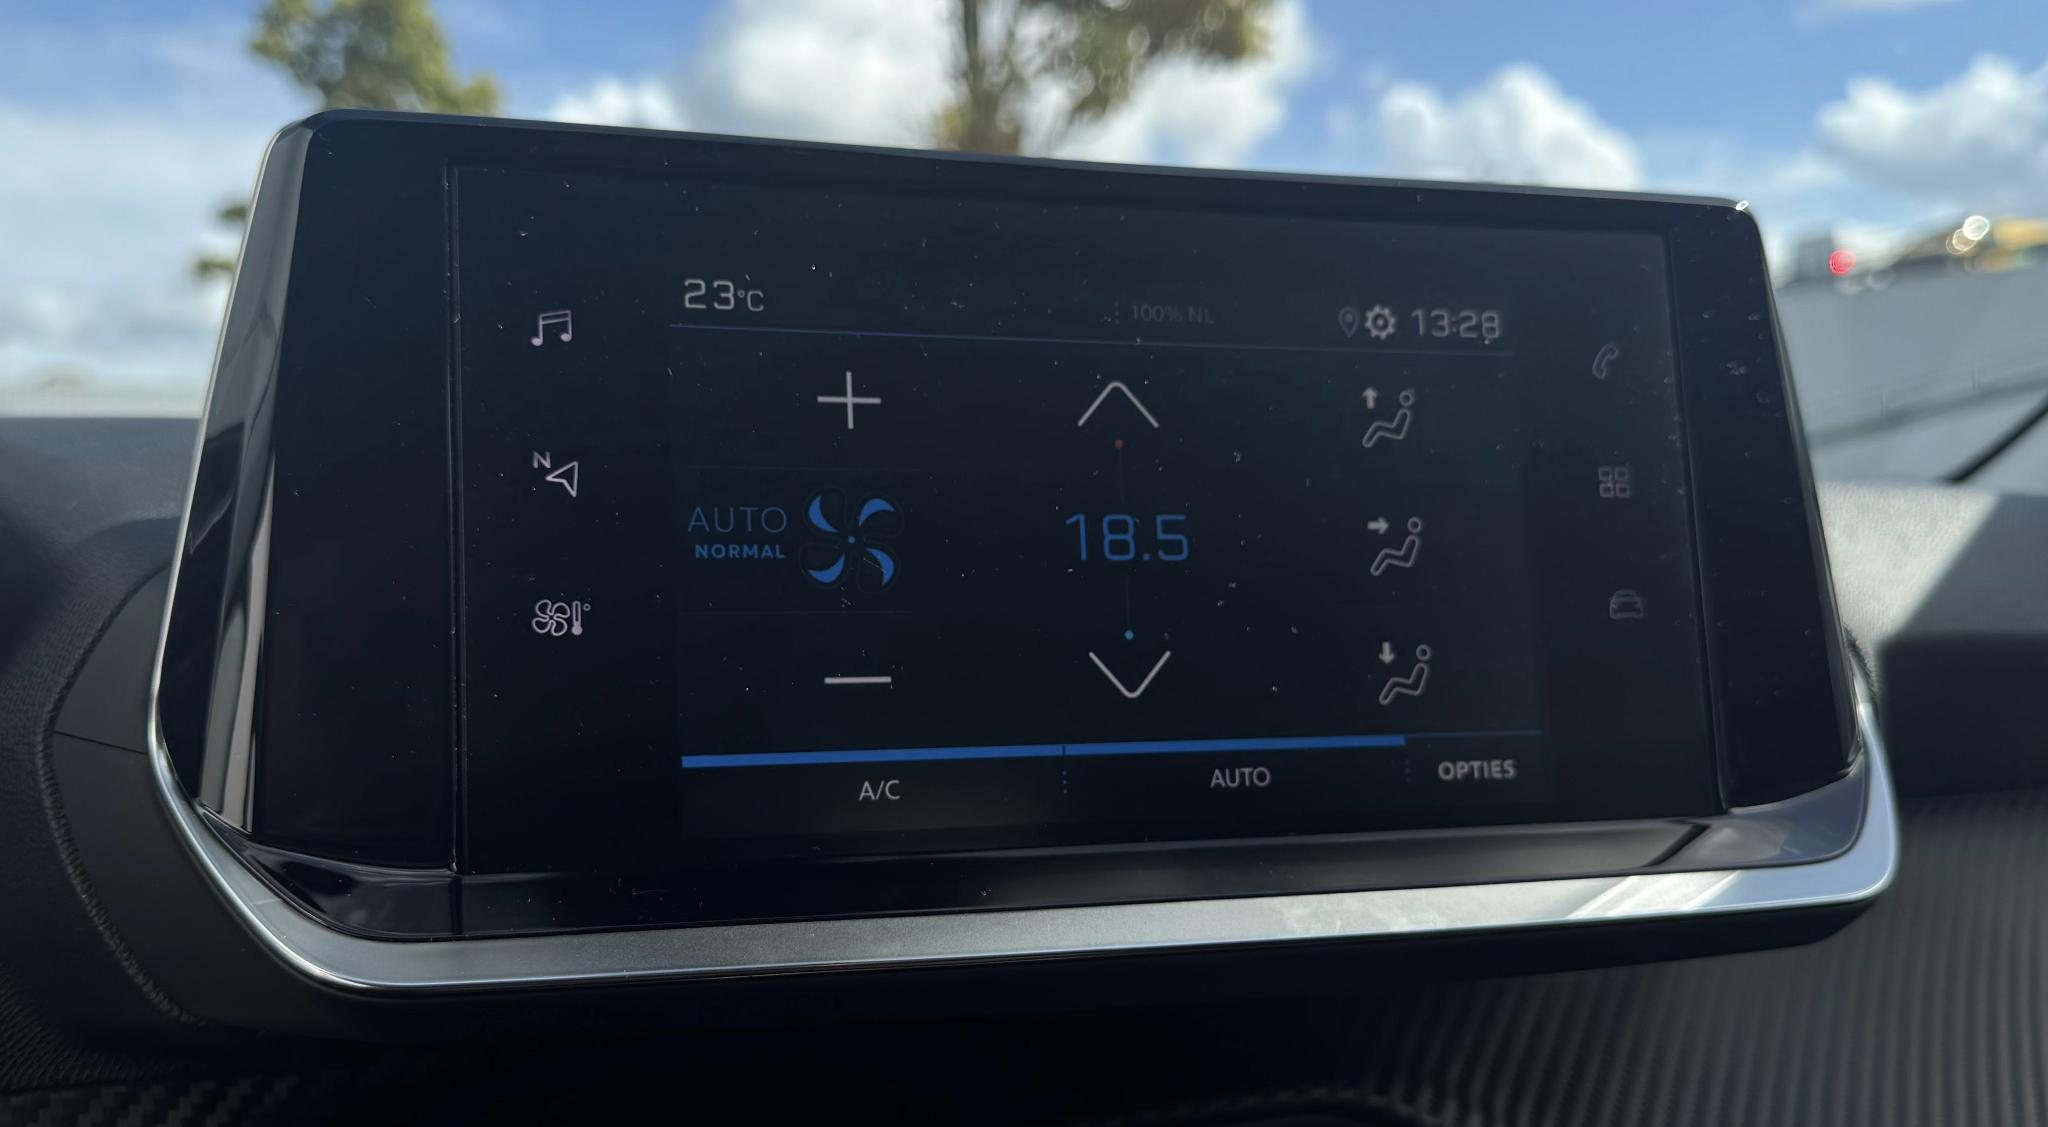 23°C
100% NL
13:28
N
AUTO
NORMAL
18.5
A/C
AUTO
OPTIES